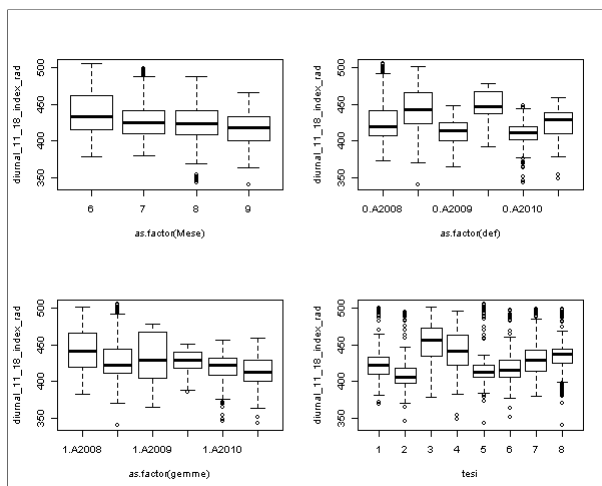 diurnal_11_18_index_rad
500
450
400
350
6 7 8 9
as.factor(Mese)
diurnal_11_18_index_rad
500
450
400
350
0.A2008 0.A2009 0.A2010
as.factor(def)
diurnal_11_18_index_rad
500
450
400
350
1.A2008 1.A2009 1.A2010
as.factor(gemme)
diurnal_11_18_index_rad
500
450
400
350
1 2 3 4 5 6 7 8
tesi